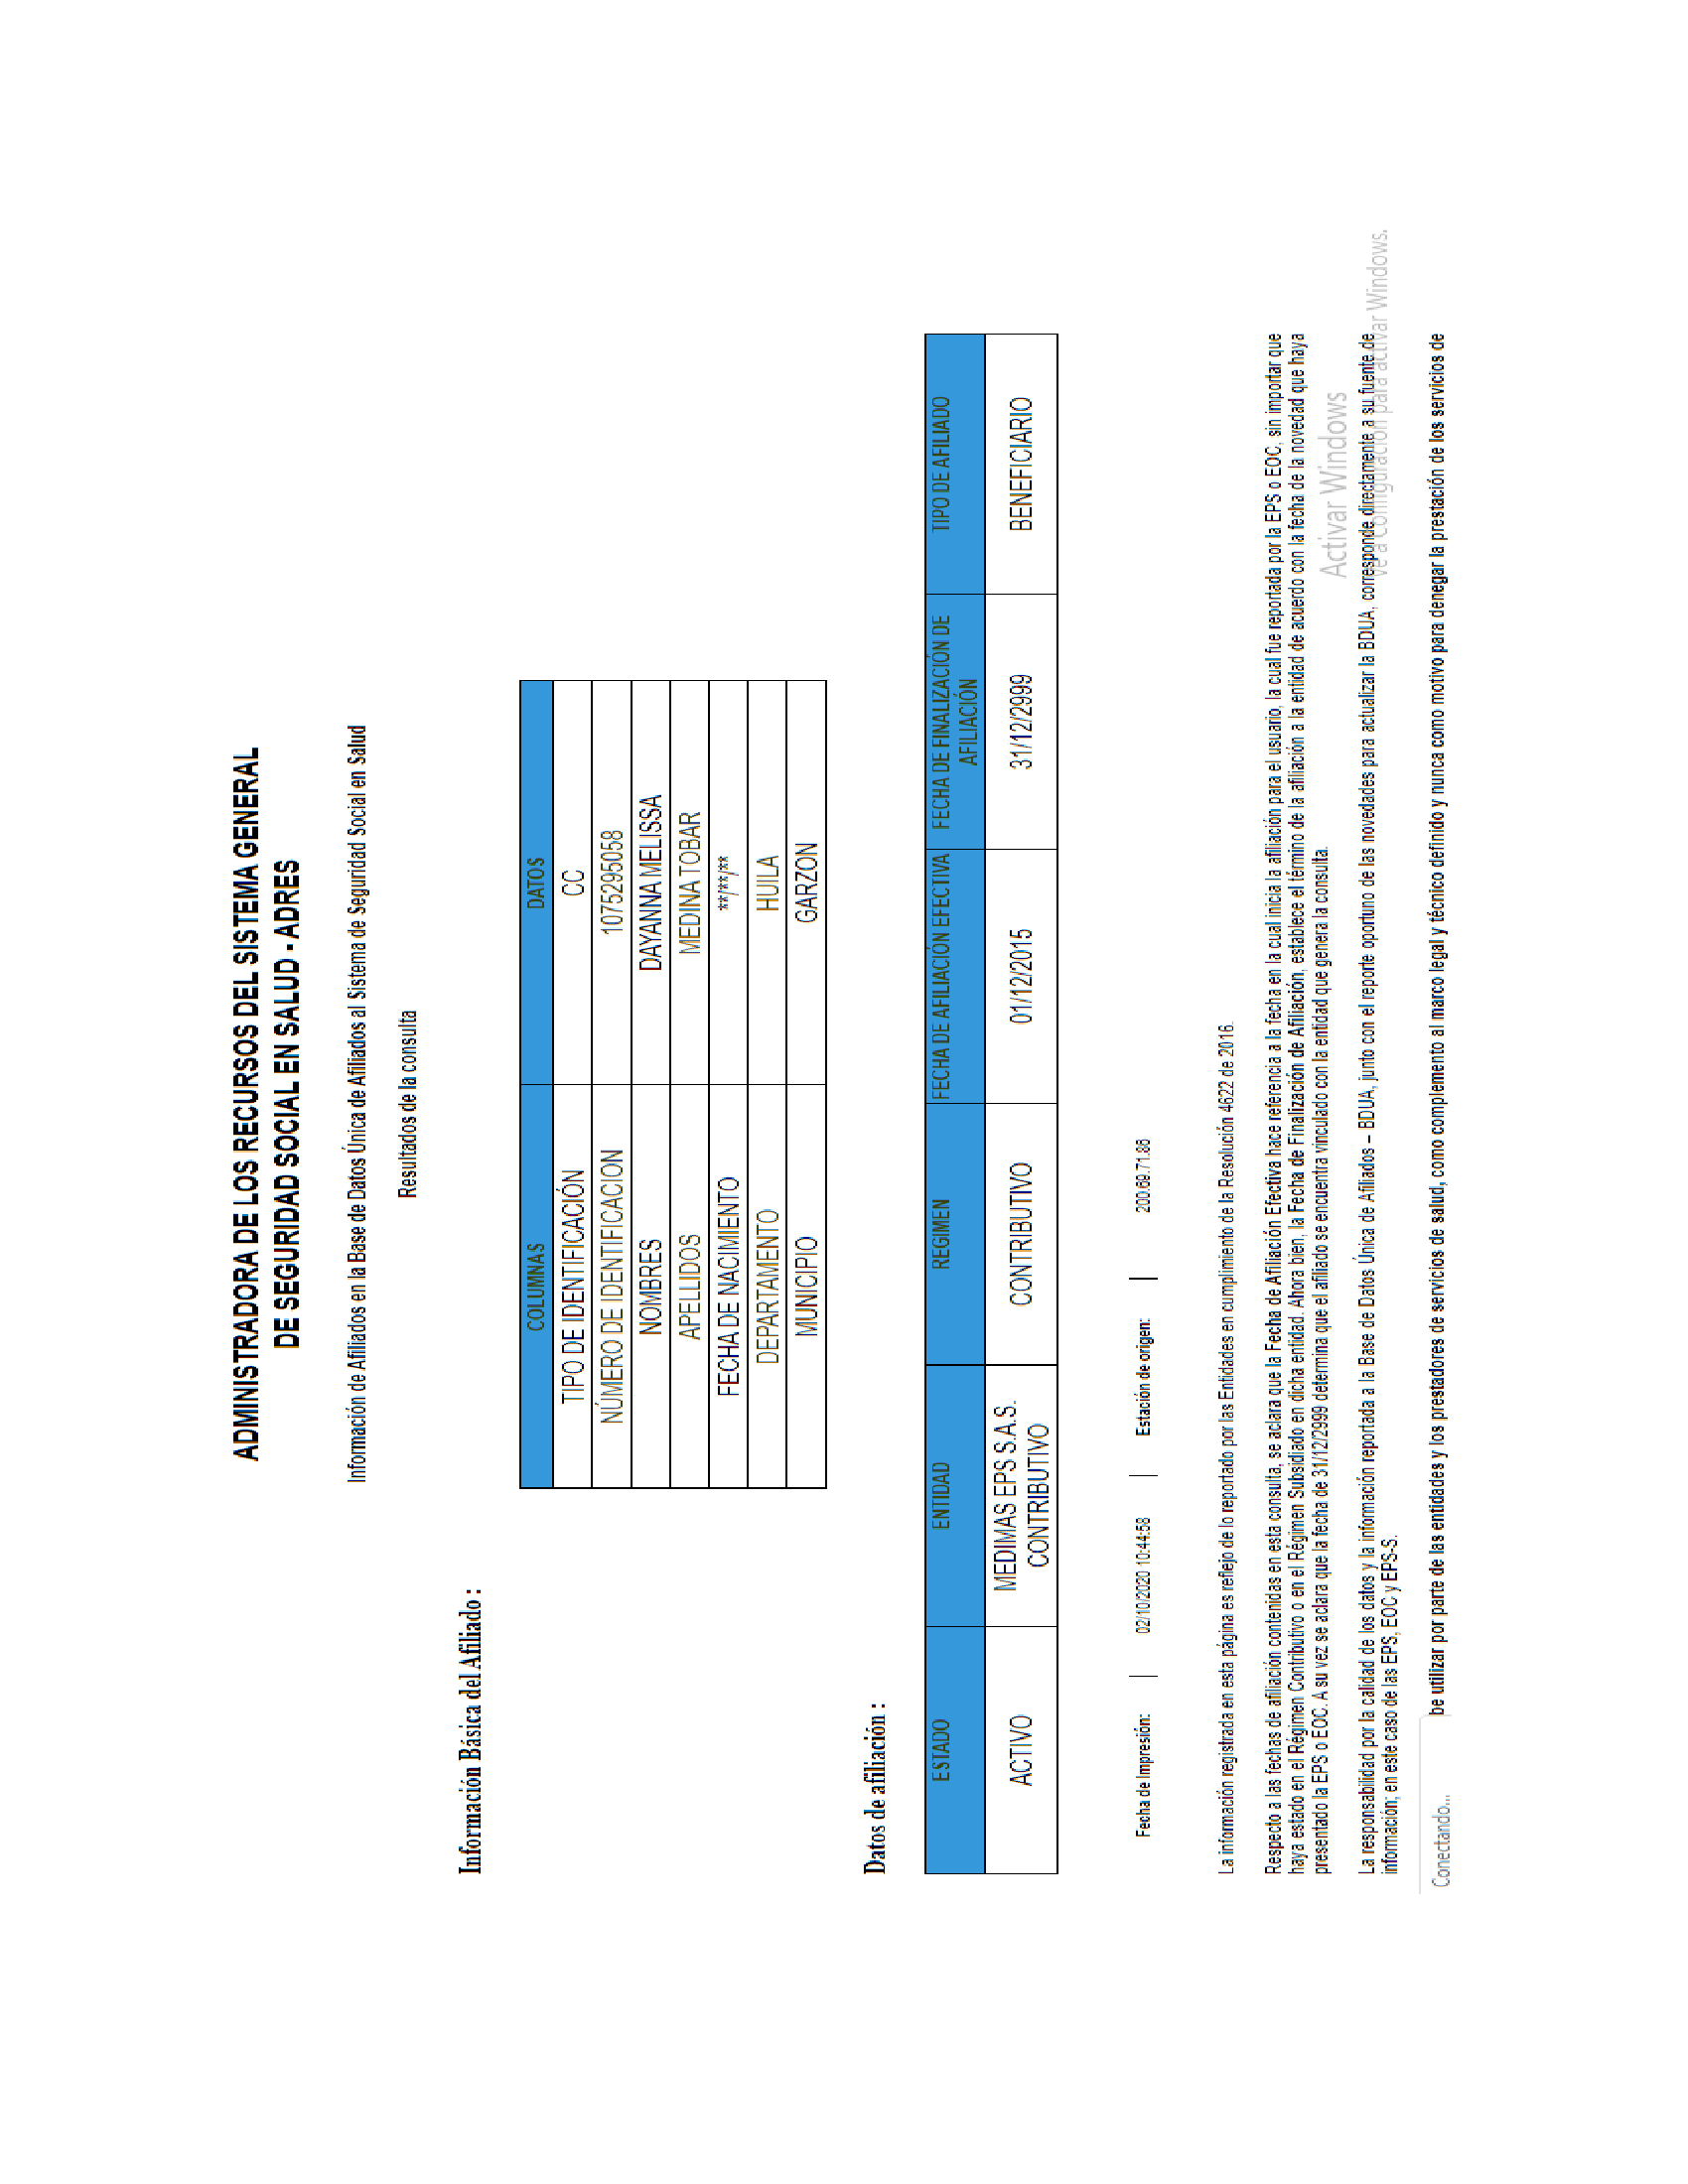 ADMINISTRADORA DE LOS RECURSOS DEL SISTEMA GENERAL
DE SEGURIDAD SOCIAL EN SALUD - ADRES
Información de Afiliados en la Base de Datos Única de Afiliados al Sistema de Seguridad Social en Salud
Resultados de la consulta
Información Básica del Afiliado :
COLUMNAS DATOS
TIPO DE IDENTIFICACIÓN CC
NÚMERO DE IDENTIFICACION 1075295058
NOMBRES DAYANNA MELISSA
APELLIDOS MEDINA TOBAR
FECHA DE NACIMIENTO **/**/**
DEPARTAMENTO HUILA
MUNICIPIO GARZON
Datos de afiliación :
ESTADO ENTIDAD REGIMEN FECHA DE AFILIACIÓN EFECTIVA FECHA DE FINALIZACIÓN DE AFILIACIÓN TIPO DE AFILIADO
ACTIVO MEDIMAS EPS S.A.S. CONTRIBUTIVO CONTRIBUTIVO 01/12/2015 31/12/2999 BENEFICIARIO
Fecha de Impresión: 02/10/2020 10:44:58 Estación de origen: 200.69.71.86
La información registrada en esta página es reflejo de lo reportado por las Entidades en cumplimiento de la Resolución 4622 de 2016.
Respecto a las fechas de afiliación contenidas en esta consulta, se aclara que la Fecha de Afiliación Efectiva hace referencia a la fecha en la cual inicia la afiliación para el usuario, la cual fue reportada por la EPS o EOC, sin importar que
haya estado en el Régimen Contributivo o en el Régimen Subsidiado en dicha entidad. Ahora bien, la Fecha de Finalización de Afiliación, establece el término de la afiliación a la entidad de acuerdo con la fecha de la novedad que haya
presentado la EPS o EOC. A su vez se aclara que la fecha de 31/12/2999 determina que el afiliado se encuentra vinculado con la entidad que genera la consulta.
Activar Windows
La responsabilidad por la calidad de los datos y la información reportada a la Base de Datos Única de Afiliados – BDUA, junto con el reporte oportuno de las novedades para actualizar la BDUA, corresponde directamente a su fuente de
Ve a Configuración para activar Windows.
información; en este caso de las EPS, EOC y EPS-S.
be utilizar por parte de las entidades y los prestadores de servicios de salud, como complemento al marco legal y técnico definido y nunca como motivo para denegar la prestación de los servicios de
Conectando...